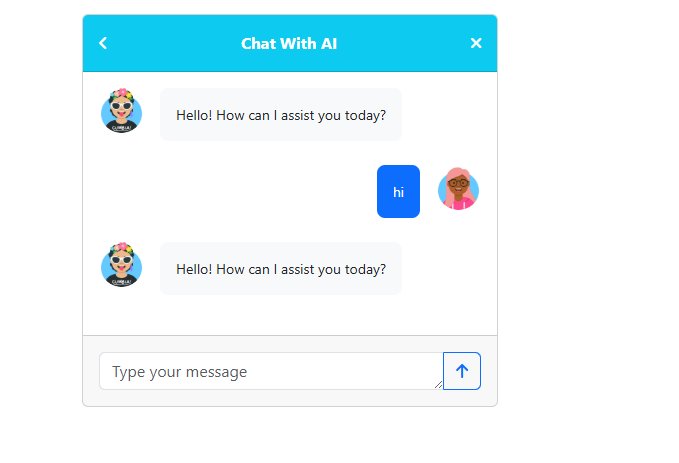 Chat With AI
Hello! How can I assist you today?
hi
Hello! How can I assist you today?
Type your message